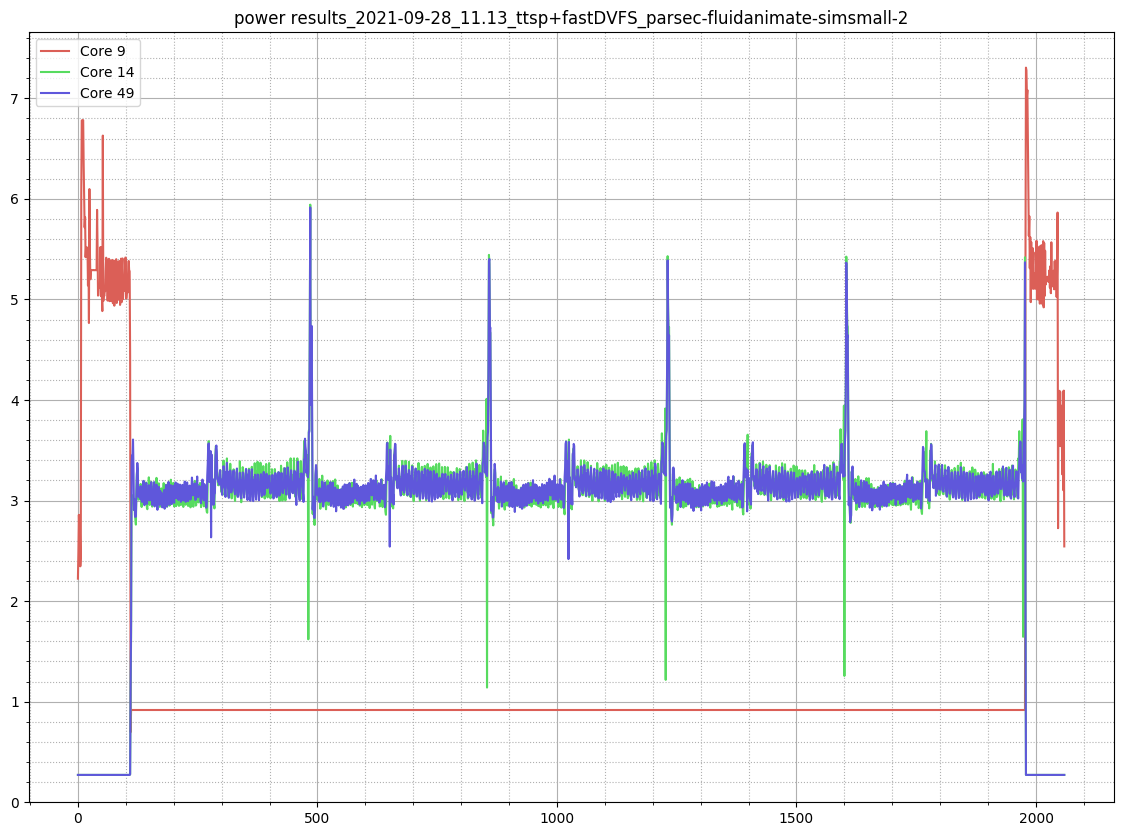 power results_2021-09-28_11.13_ttsp+fastDVFS_parsec-fluidanimate-simsmall-2
Core 9
Core 14
Core 49
7
6
5
4
3
2
1
0
0 500 1000 1500 2000